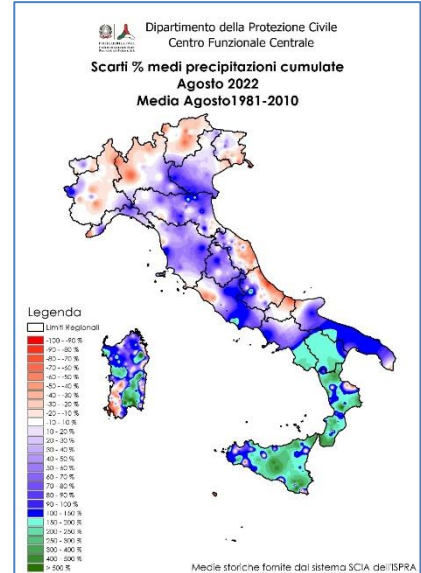 Dipartimento della Protezione Civile
Centro Funzionale Centrale
Scarti % medi precipitazioni cumulate
Agosto 2022
Media Agosto1981-2010
Legenda
Limiti Regionali
-100 - -90 %
-90 - -80 %
-80 - -70 %
-70 - -60 %
-60 - -50 %
-50 - -40 %
-40 - -30 %
-30 - -20 %
-20 - -10 %
-10 - 10 %
10 - 20 %
20 - 30 %
30 - 40 %
40 - 50 %
50 - 60 %
60 - 70 %
70 - 80 %
80 - 90 %
90 - 100 %
100 - 150 %
150 - 200 %
200 - 250 %
250 - 300 %
300 - 400 %
400 - 500 %
> 500 %
Medie storiche fornite dal sistema SCIA dell'ISPRA